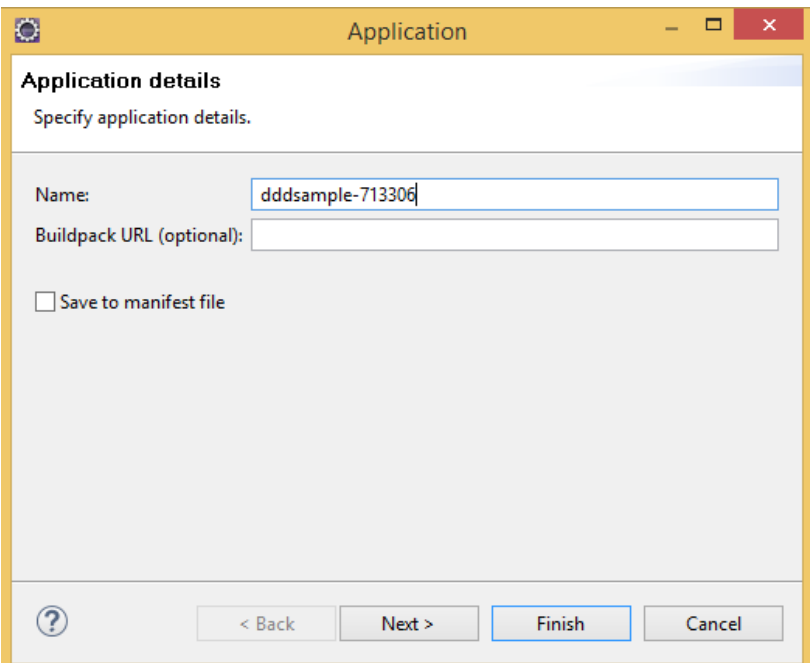 Application
Application details
Specify application details.
Name: dddsample-713306
Buildpack URL (optional):
Save to manifest file
? < Back Next > Finish Cancel